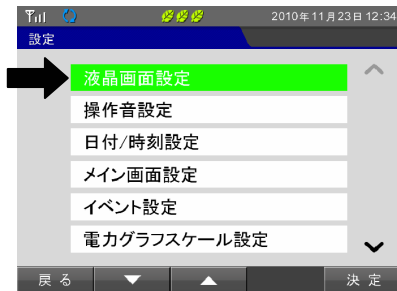 2010年11月23日 12:34
設定
液晶画面設定
操作音設定
日付/時刻設定
メイン画面設定
イベント設定
電力グラフスケール設定
戻る ▼ ▲ 決定